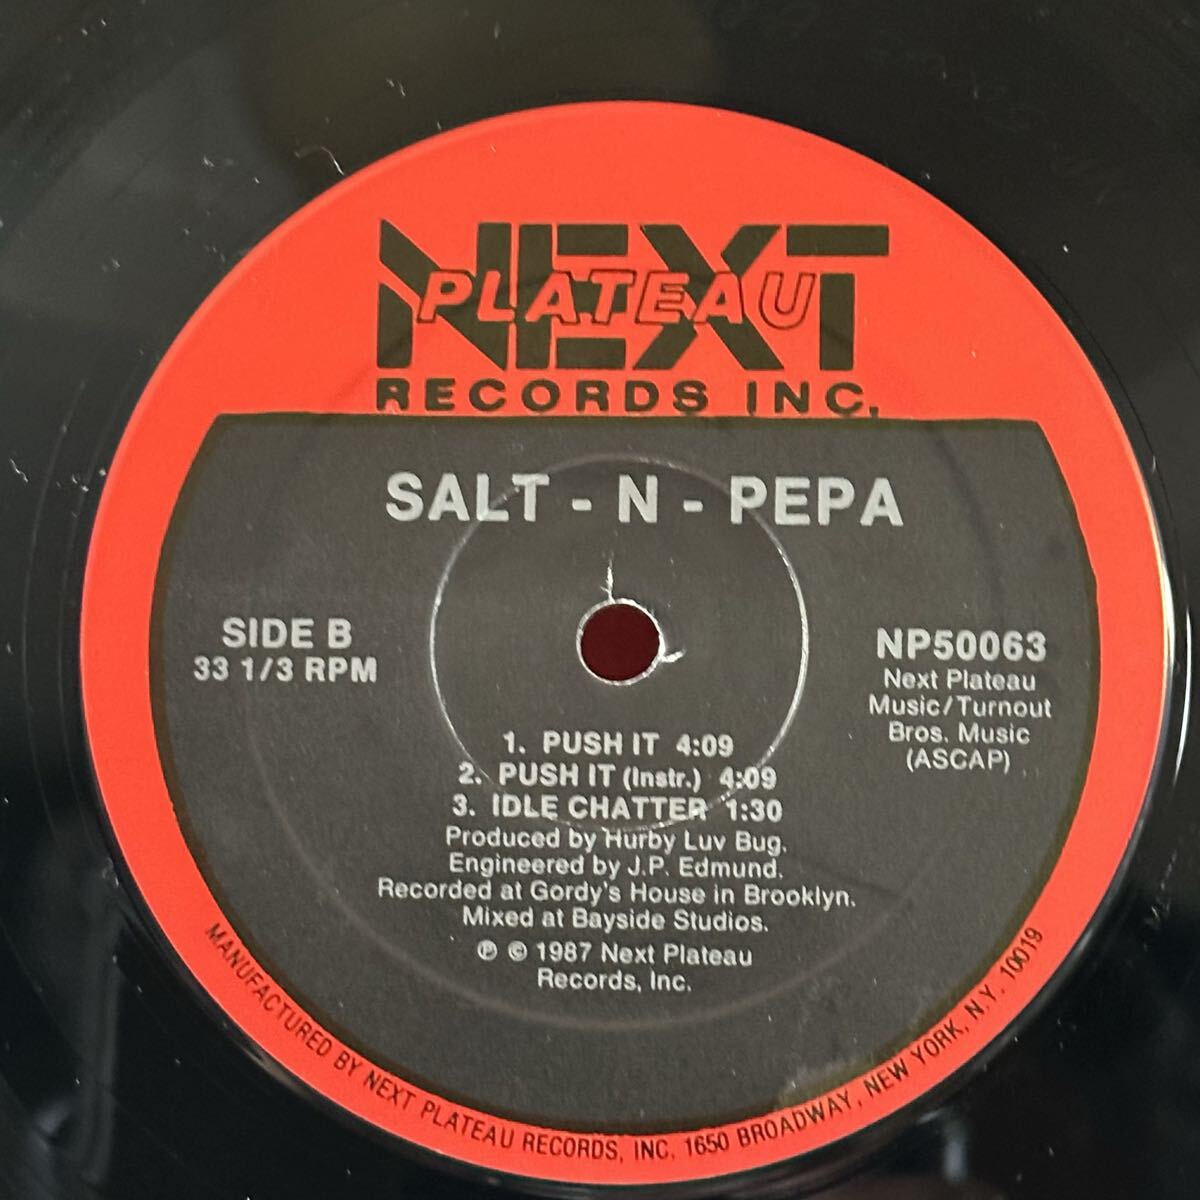 NEXT
PLATEAU
RECORDS INC.
SALT - N - PEPA
SIDE B
33 1/3 RPM
NP50063
Next Plateau
Music/Turnout
Bros. Music
(ASCAP)
1. PUSH IT 4:09
2. PUSH IT (Instr.) 4:09
3. IDLE CHATTER 1:30
Produced by Hurby Luv Bug.
Engineered by J.P. Edmund.
Recorded at Gordy's House in Brooklyn.
Mixed at Bayside Studios.
℗ © 1987 Next Plateau
Records, Inc.
MANUFACTURED BY NEXT PLATEAU RECORDS, INC. 1650 BROADWAY, NEW YORK, N.Y. 10019